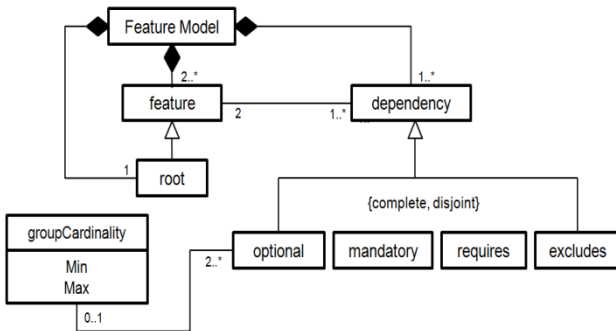 Feature Model
2..*
1..*
feature
2
1..*
dependency
1
root
{complete, disjoint}
groupCardinality
Min
Max
0..1
2..*
optional
mandatory
requires
excludes